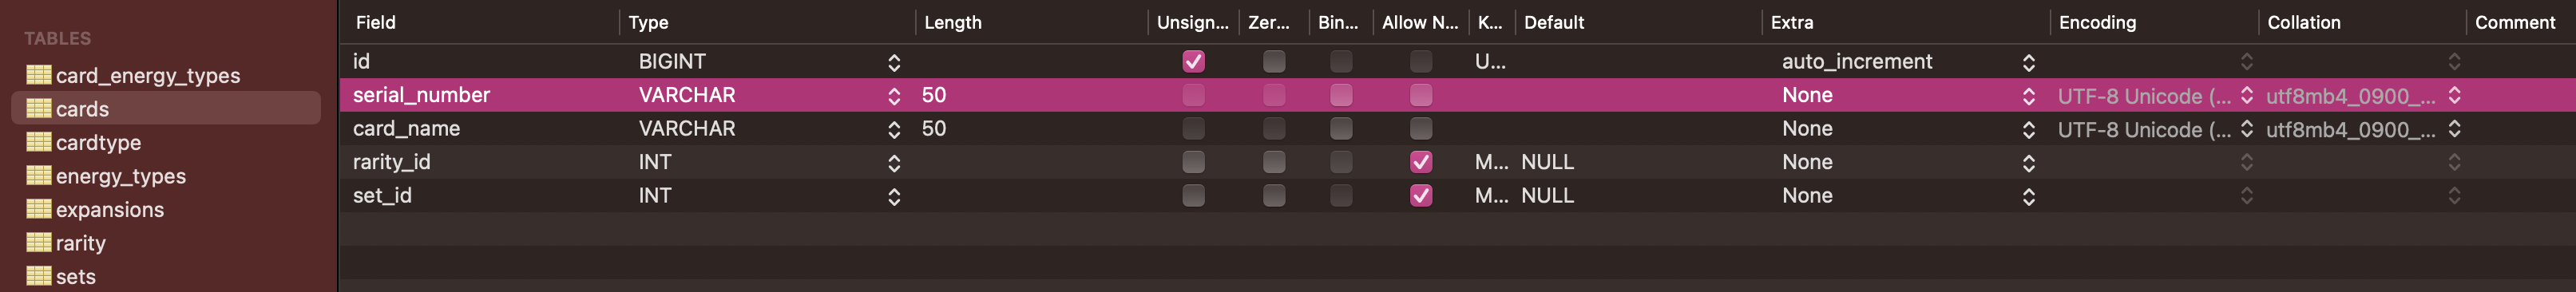 TABLES
card_energy_types
cards
cardtype
energy_types
expansions
rarity
sets
Field Type Length Unsign... Zer... Bin... Allow N... K... Default Extra Encoding Collation Comment
id BIGINT U... auto_increment
serial_number VARCHAR 50 None UTF-8 Unicode (... utf8mb4_0900_...
card_name VARCHAR 50 None UTF-8 Unicode (... utf8mb4_0900_...
rarity_id INT M... NULL None
set_id INT M... NULL None